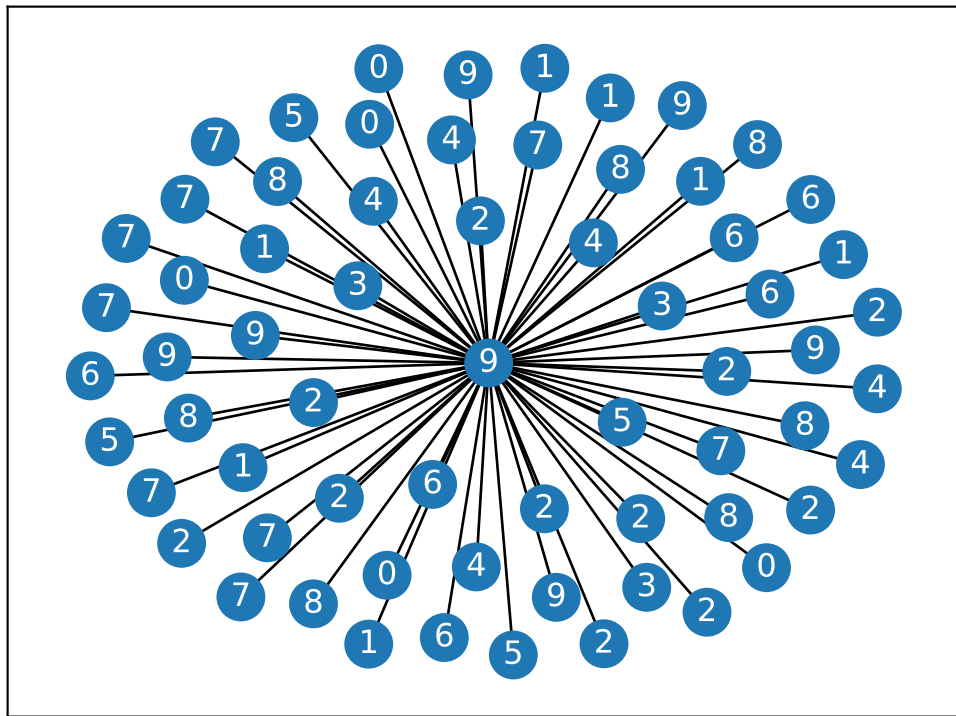 0 9 1
1 9
5 0 4 7 8
7 8 8 1
7 4 6
1 2 4 6
7 1
0 3 6
7 3 2
9 9
9 9 2
6 4
8 2 5 8
5 7
1 4
7 6 2
2 7 2 2 8
7 0 4 0
8 9 3
1 6 2 2
5